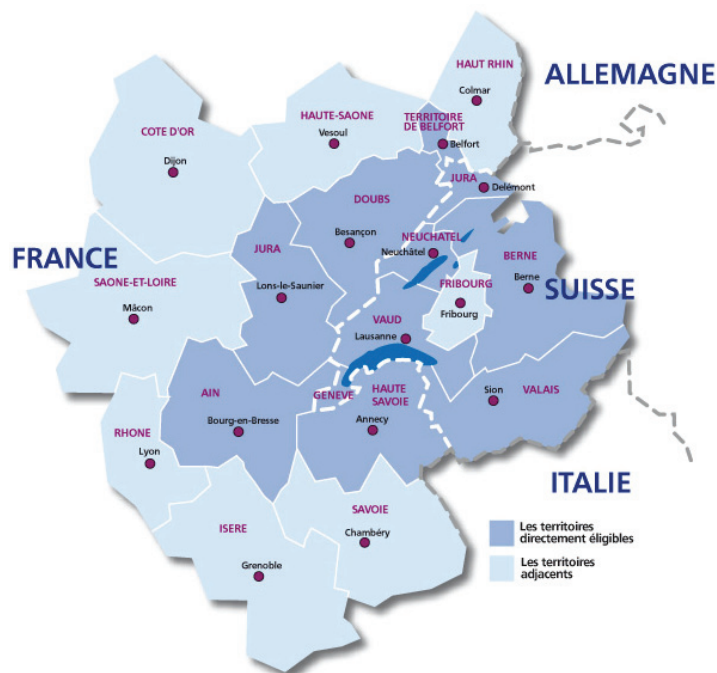 HAUT RHIN
Colmar
ALLEMAGNE
HAUTE-SAONE
Vesoul
TERRITOIRE
DE BELFORT
Belfort
COTE D'OR
Dijon
JURA
Delémont
DOUBS
Besançon
NEUCHATEL
Neuchâtel
JURA
Lons-le-Saunier
BERNE
Berne
FRANCE
SAONE-ET-LOIRE
Mâcon
FRIBOURG
Fribourg
SUISSE
VAUD
Lausanne
AIN
Bourg-en-Bresse
GENEVE
HAUTE
SAVOIE
Annecy
Sion
VALAIS
RHONE
Lyon
ITALIE
ISERE
Grenoble
SAVOIE
Chambéry
Les territoires
directement éligibles
Les territoires
adjacents